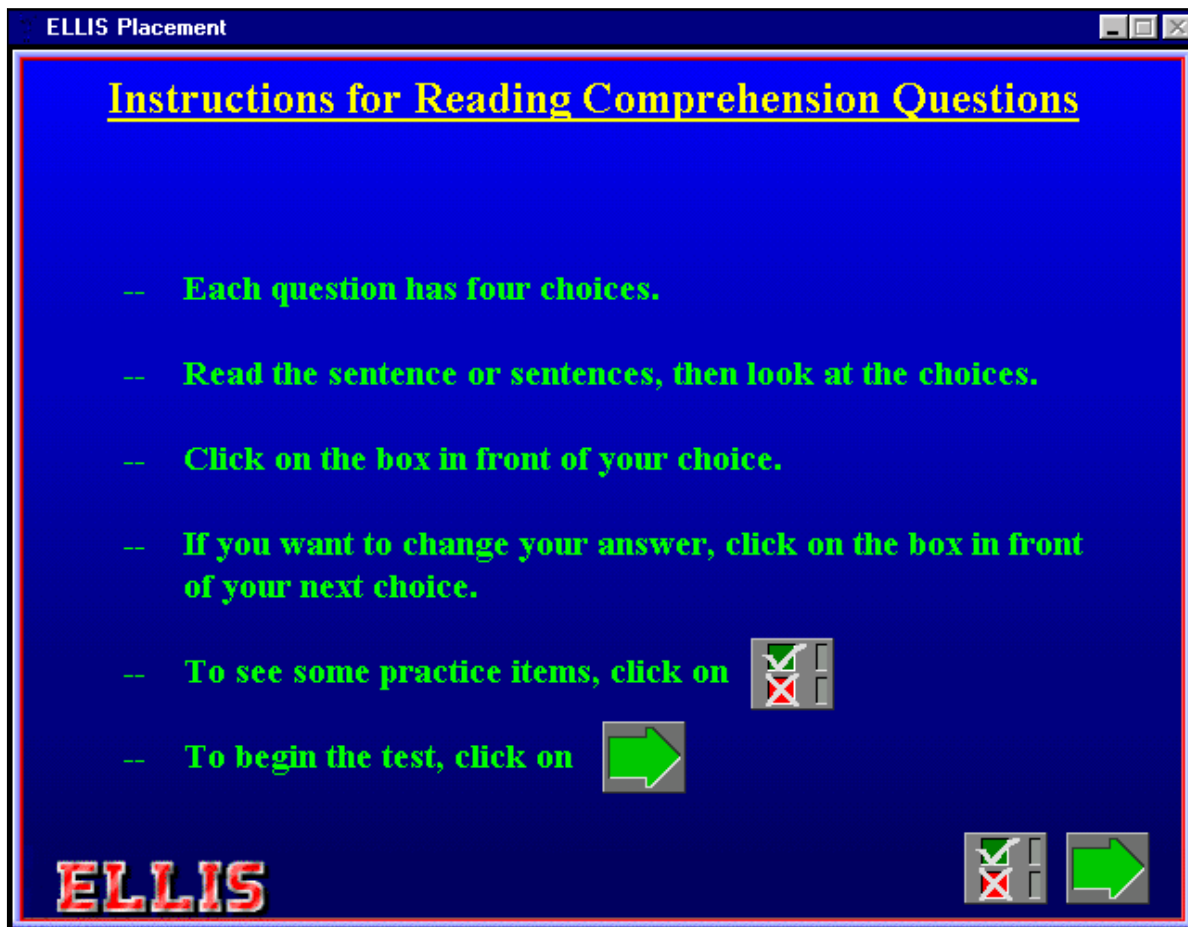 ELLIS Placement
Instructions for Reading Comprehension Questions
-- Each question has four choices.
-- Read the sentence or sentences, then look at the choices.
-- Click on the box in front of your choice.
-- If you want to change your answer, click on the box in front
of your next choice.
-- To see some practice items, click on
-- To begin the test, click on
ELLIS